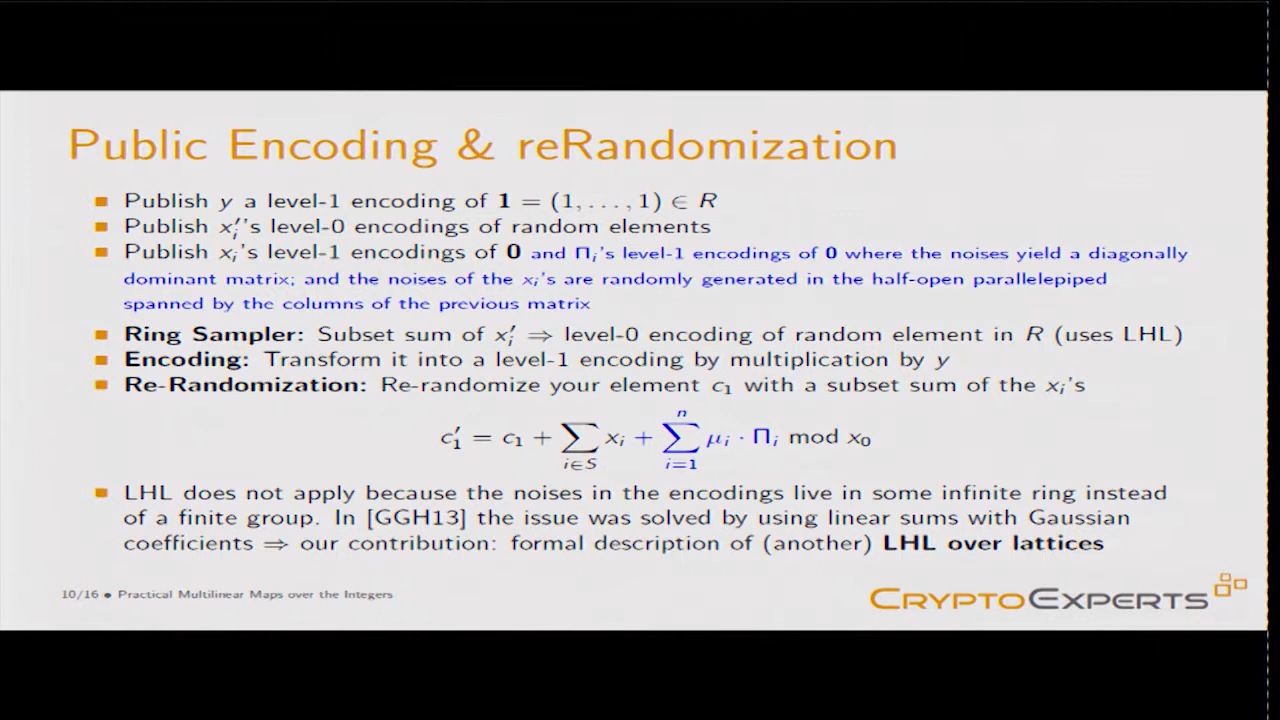 Public Encoding & reRandomization
Publish y a level-1 encoding of 1 = (1, . . . , 1) ∈ R
Publish x′ᵢ's level-0 encodings of random elements
Publish xᵢ's level-1 encodings of 0 and Πᵢ's level-1 encodings of 0 where the noises yield a diagonally
dominant matrix; and the noises of the xᵢ's are randomly generated in the half-open parallelepiped
spanned by the columns of the previous matrix
Ring Sampler: Subset sum of x′ᵢ ⇒ level-0 encoding of random element in R (uses LHL)
Encoding: Transform it into a level-1 encoding by multiplication by y
Re-Randomization: Re-randomize your element c₁ with a subset sum of the xᵢ's
c′₁ = c₁ + ∑_{i∈S} xᵢ + ∑_{i=1}^{n} μᵢ · Πᵢ mod x₀
LHL does not apply because the noises in the encodings live in some infinite ring instead
of a finite group. In [GGH13] the issue was solved by using linear sums with Gaussian
coefficients ⇒ our contribution: formal description of (another) LHL over lattices
10/16 ● Practical Multilinear Maps over the Integers
CRYPTOEXPERTS